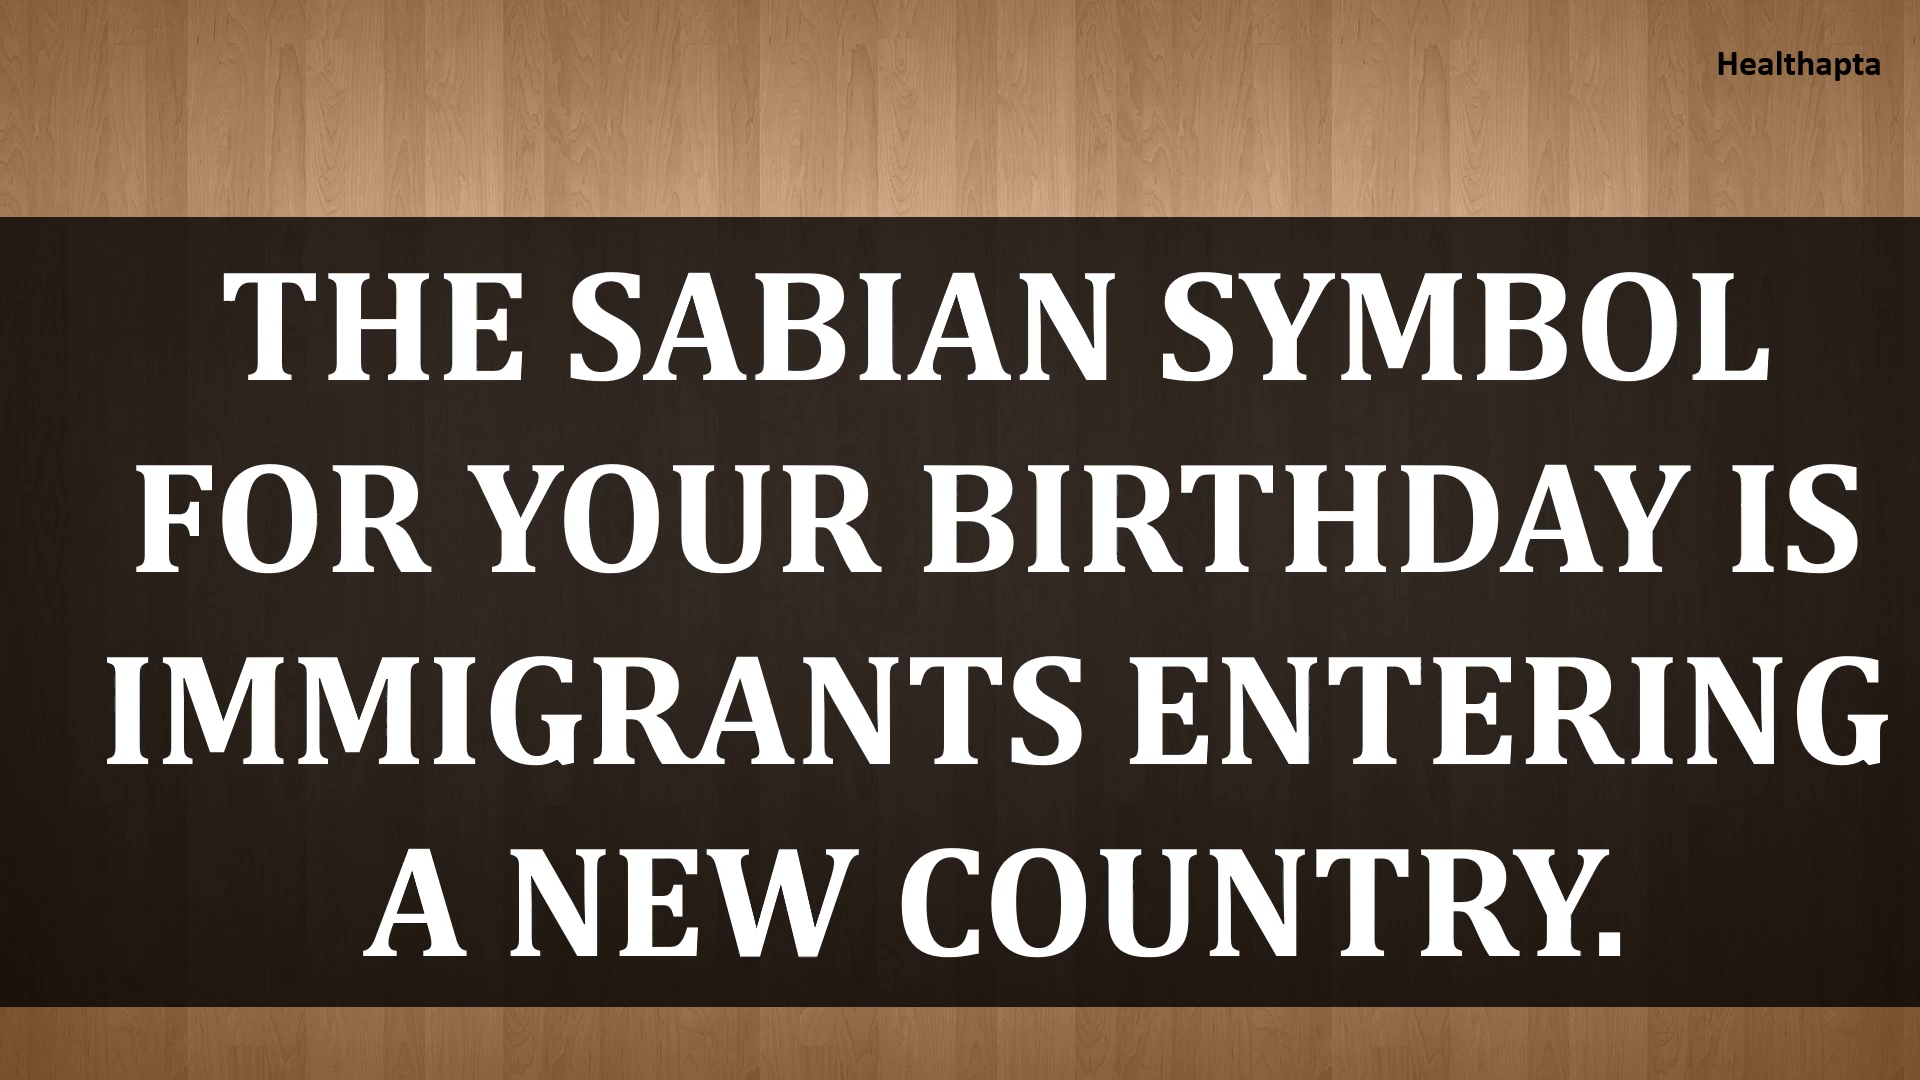 Healthapta
THE SABIAN SYMBOL
FOR YOUR BIRTHDAY IS
IMMIGRANTS ENTERING
A NEW COUNTRY.